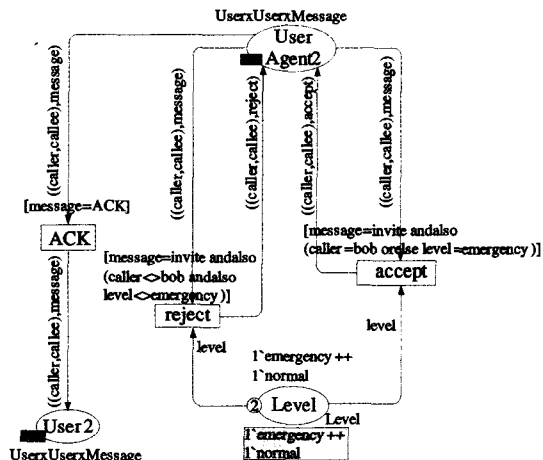 UserxUserxMessage
User
Agent2
((caller,callee),message)
((caller,callee),message)
((caller,callee),reject)
((caller,callee),accept)
((caller,callee),message)
[message=ACK]
ACK
[message=invite andalso
(caller<>bob andalso
level<>emergency)]
reject
[message=invite andalso
(caller=bob orelse level=emergency)]
accept
((caller,callee),message)
level
level
1`emergency ++
1`normal
2
Level
Level
1`emergency ++
1`normal
User2
UserxUserxMessage